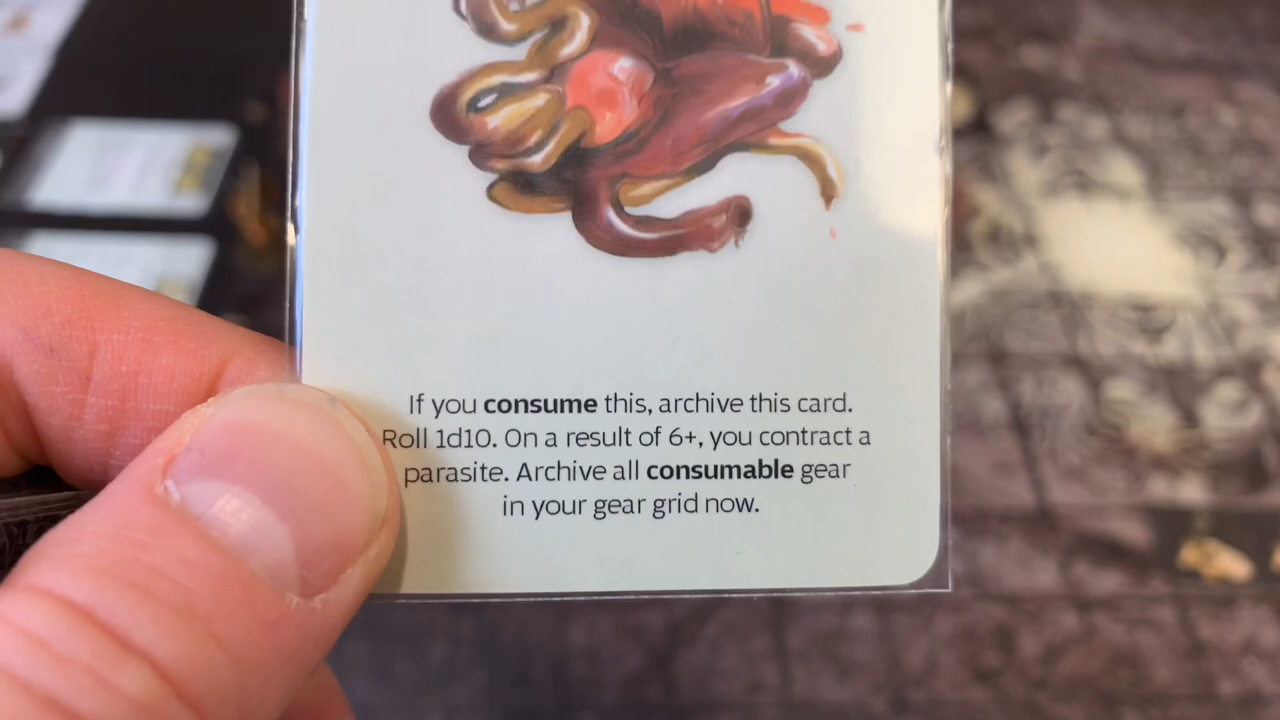 If you consume this, archive this card.
Roll 1d10. On a result of 6+, you contract a
parasite. Archive all consumable gear
in your gear grid now.